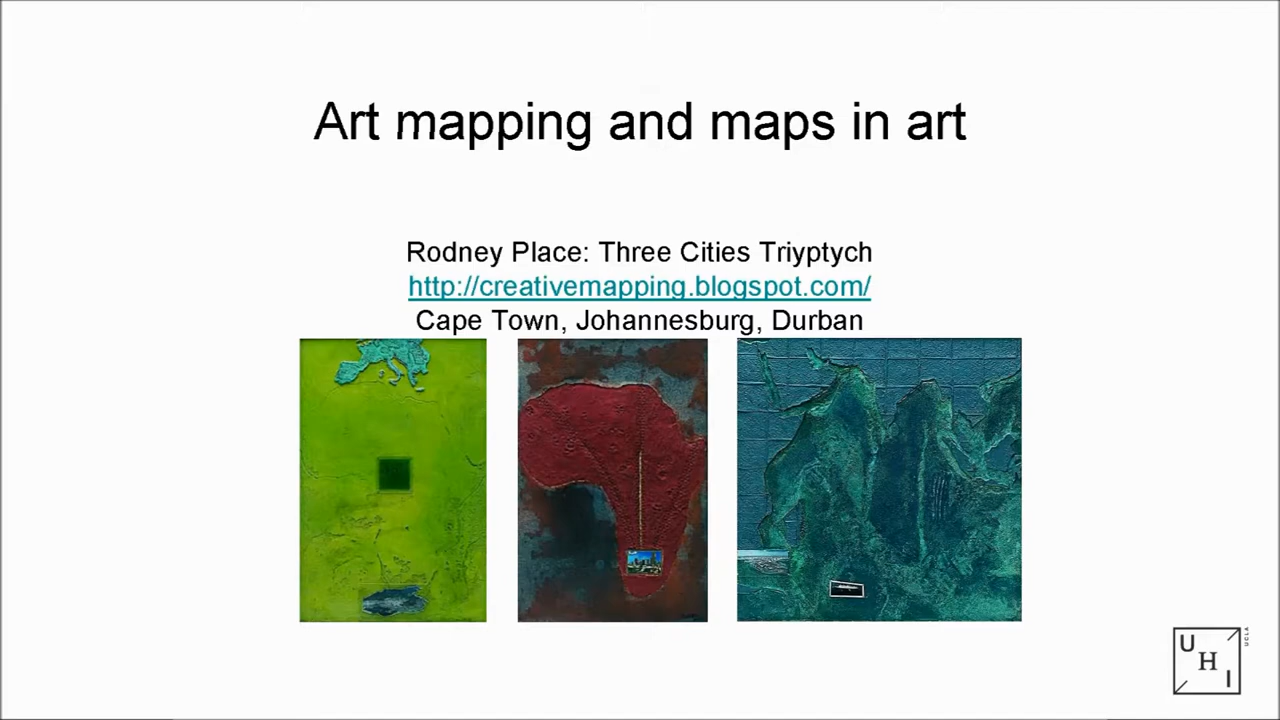 Art mapping and maps in art
Rodney Place: Three Cities Triyptych
http://creativemapping.blogspot.com/
Cape Town, Johannesburg, Durban
U
H
I
UCLA